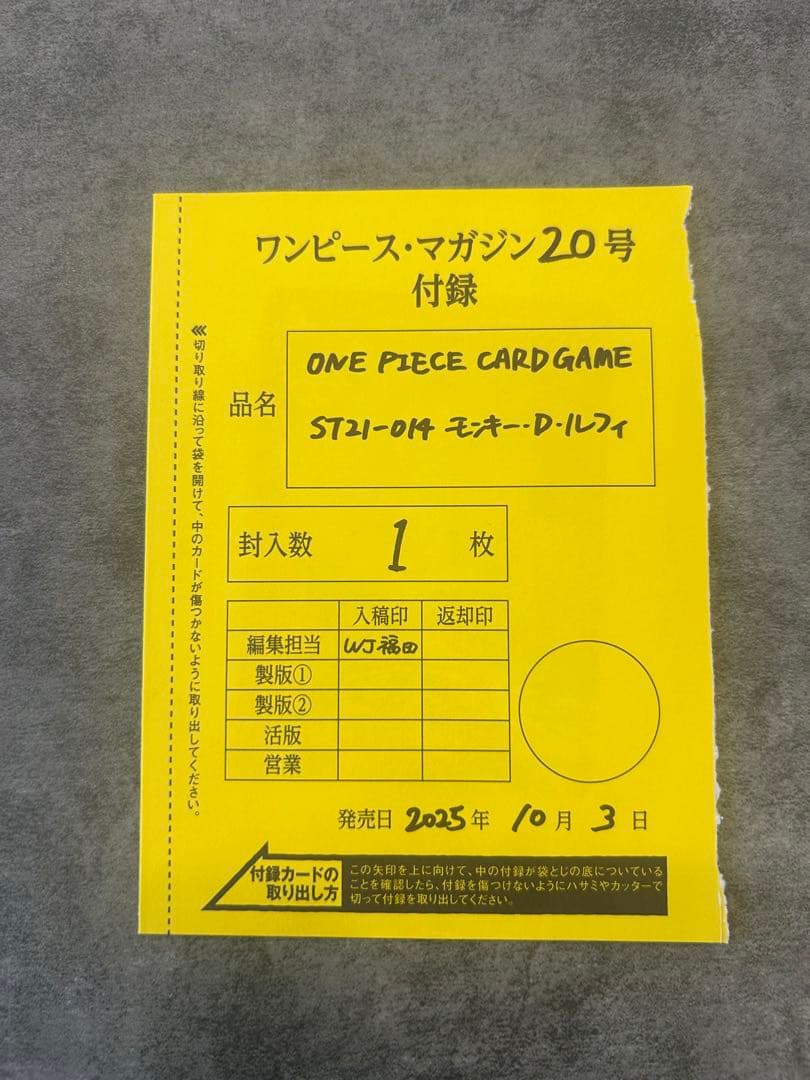 ワンピース・マガジン20号
付録
品名
ONE PIECE CARD GAME
ST21-014 モンキー・D・ルフィ
封入数 1 枚
入稿印 返却印
編集担当 WJ福田
製版①
製版②
活版
営業
発売日 2025年 10月 3日
付録カードの
取り出し方
この矢印を上に向けて、中の付録が袋とじの底についている
ことを確認したら、付録を傷つけないようにハサミやカッターで
切って付録を取り出してください。
切り取り線に沿って袋を開けて、中のカードが傷つかないように取り出してください。